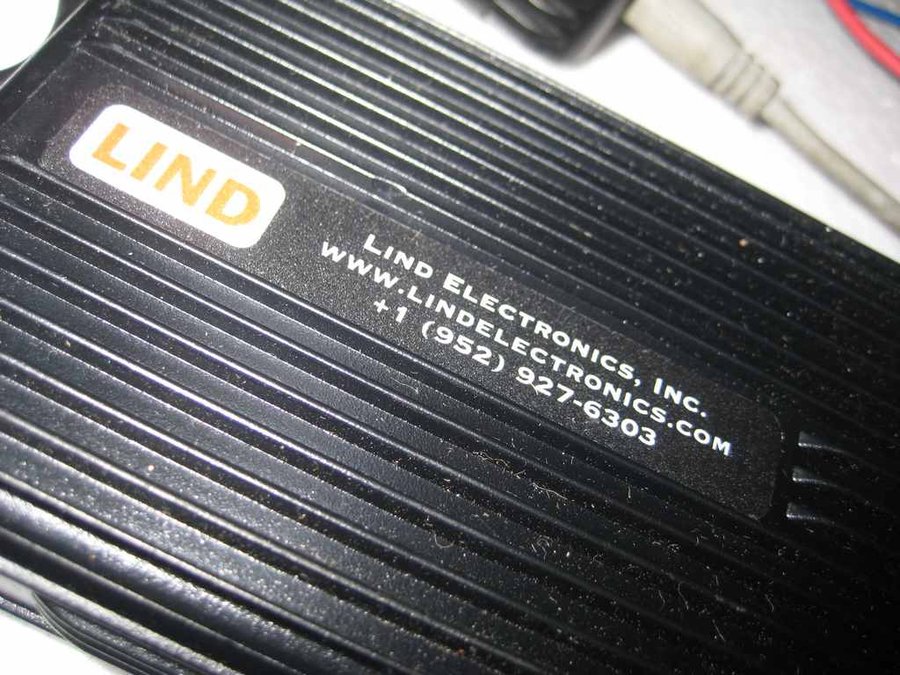 LIND
Lind Electronics, Inc.
www.lindelectronics.com
+1 (952) 927-6303